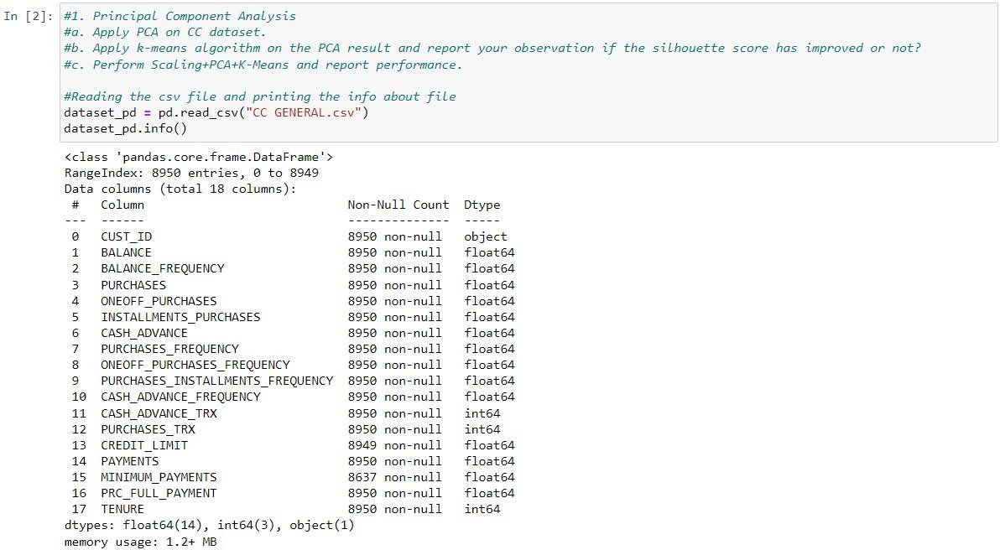 In [2]: #1. Principal Component Analysis
#a. Apply PCA on CC dataset.
#b. Apply k-means algorithm on the PCA result and report your observation if the silhouette score has improved or not?
#c. Perform Scaling+PCA+K-Means and report performance.
#Reading the csv file and printing the info about file
dataset_pd = pd.read_csv("CC GENERAL.csv")
dataset_pd.info()
<class 'pandas.core.frame.DataFrame'>
RangeIndex: 8950 entries, 0 to 8949
Data columns (total 18 columns):
 #   Column                            Non-Null Count  Dtype
---  ------                            --------------  -----
 0   CUST_ID                           8950 non-null   object
 1   BALANCE                           8950 non-null   float64
 2   BALANCE_FREQUENCY                 8950 non-null   float64
 3   PURCHASES                         8950 non-null   float64
 4   ONEOFF_PURCHASES                  8950 non-null   float64
 5   INSTALLMENTS_PURCHASES            8950 non-null   float64
 6   CASH_ADVANCE                      8950 non-null   float64
 7   PURCHASES_FREQUENCY               8950 non-null   float64
 8   ONEOFF_PURCHASES_FREQUENCY        8950 non-null   float64
 9   PURCHASES_INSTALLMENTS_FREQUENCY  8950 non-null   float64
 10  CASH_ADVANCE_FREQUENCY            8950 non-null   float64
 11  CASH_ADVANCE_TRX                  8950 non-null   int64
 12  PURCHASES_TRX                     8950 non-null   int64
 13  CREDIT_LIMIT                      8949 non-null   float64
 14  PAYMENTS                          8950 non-null   float64
 15  MINIMUM_PAYMENTS                  8637 non-null   float64
 16  PRC_FULL_PAYMENT                  8950 non-null   float64
 17  TENURE                            8950 non-null   int64
dtypes: float64(14), int64(3), object(1)
memory usage: 1.2+ MB